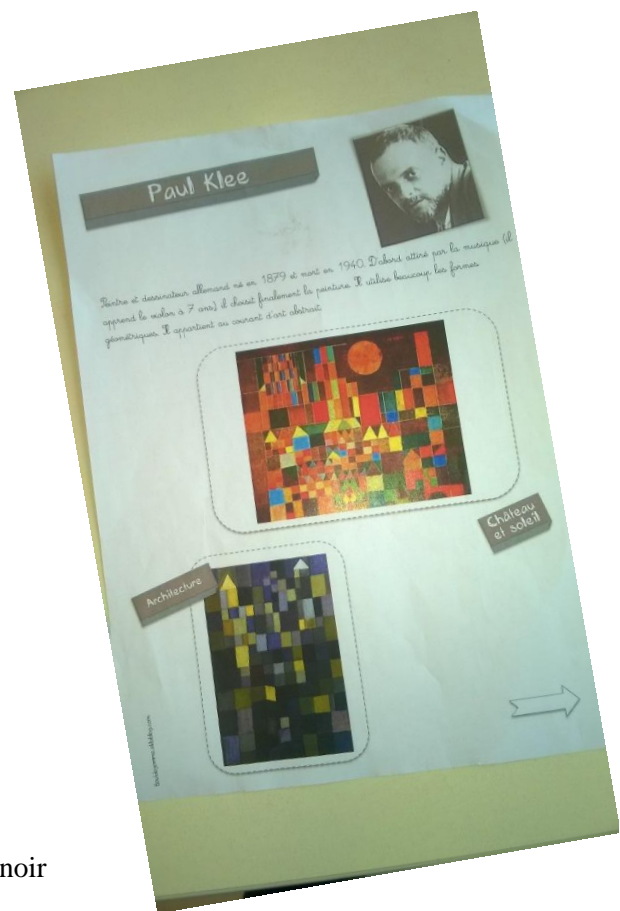 Paul Klee
Peintre et dessinateur allemand né en 1879 et mort en 1940. D'abord attiré par la musique (il
apprend le violon à 7 ans) il choisit finalement la peinture. Il utilise beaucoup les formes
géométriques. Il appartient au courant d'art abstrait.
Château
et soleil
Architecture
noir